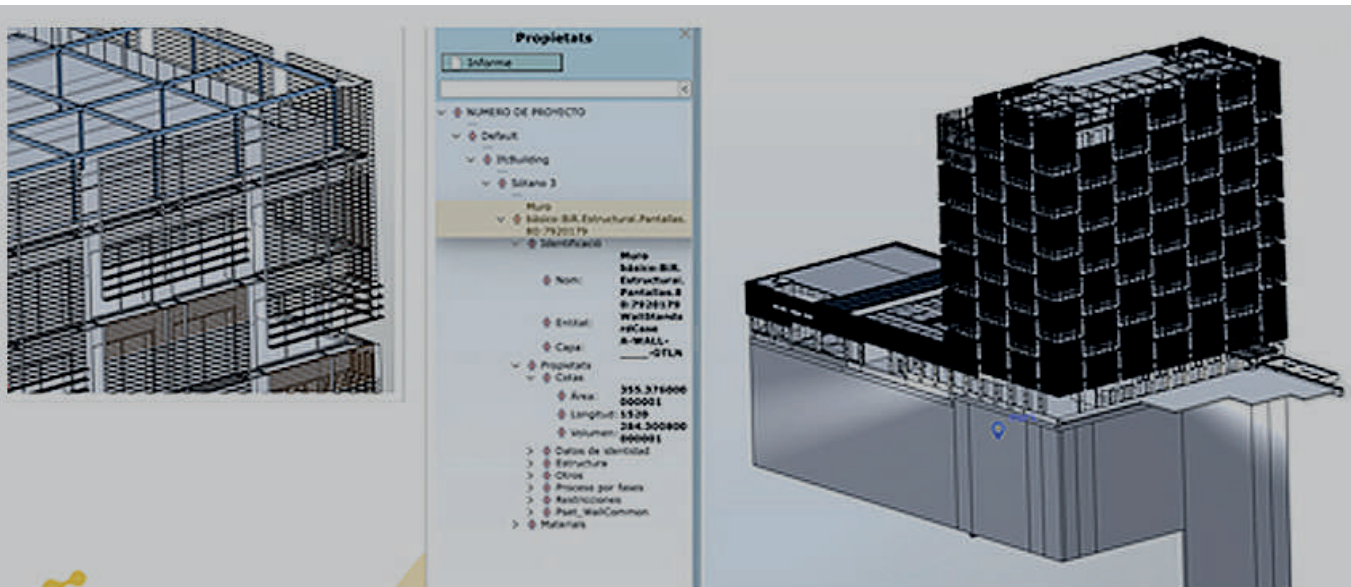 Propietats
Informe
NUMERO DE PROYECTO
Default
IfcBuilding
Sótano 3
Muro
básico:BIR.Estructural.Pantallas.
80:7920179
Identificació
Nom: Muro
básico:BIR.
Estructural.
Pantallas.8
0:7920179
Entitat: WallStanda
rdCase
Capa: A-WALL-
____-OTLN
Propietats
Cotas
Área: 355.376000
000001
Longitud: 1520
Volumen: 284.300800
000001
Datos de identidad
Estructura
Otros
Proceso por fases
Restricciones
Pset_WallCommon
Materials